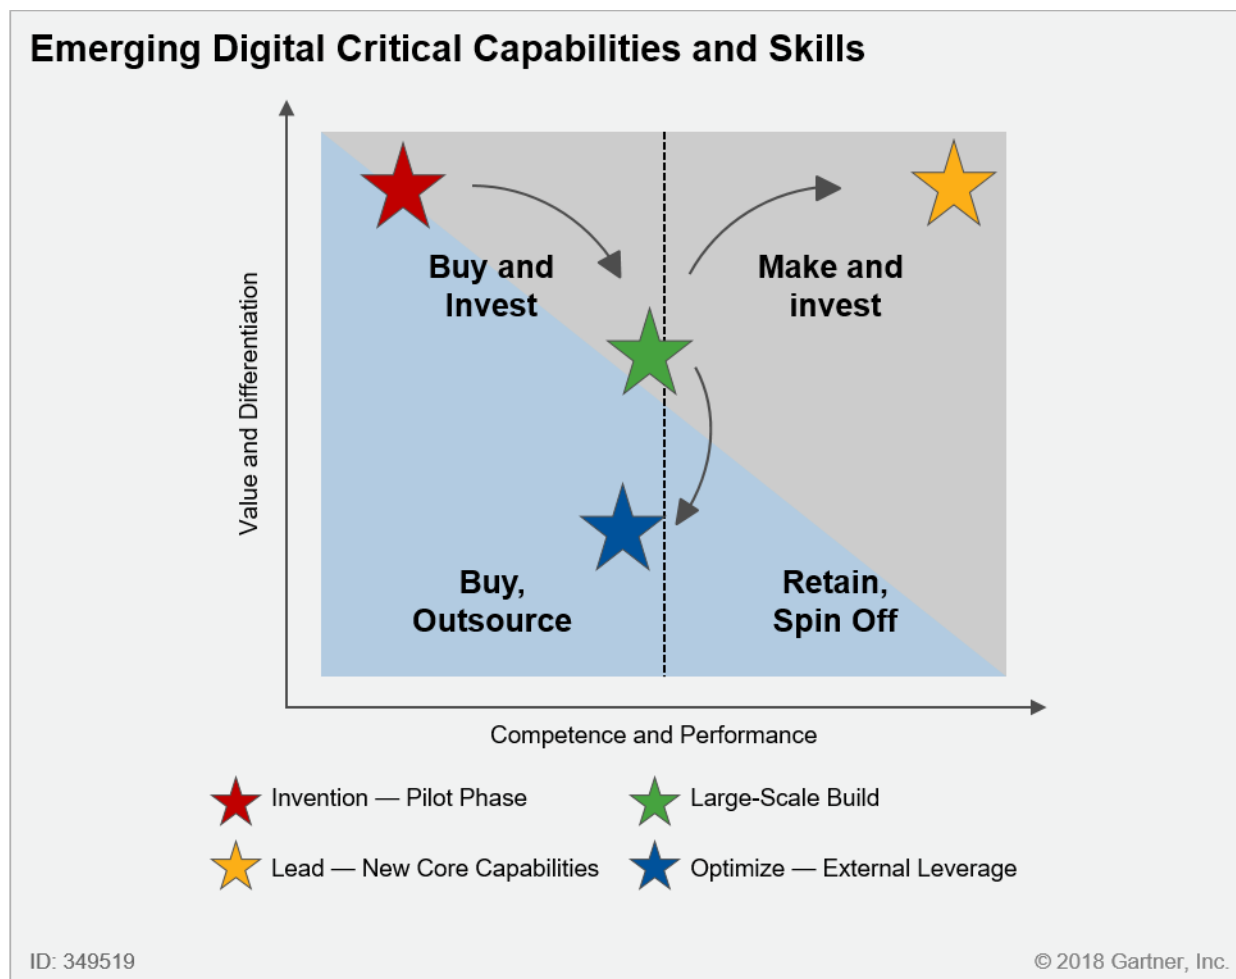 Emerging Digital Critical Capabilities and Skills
Value and Differentiation
Buy and
Invest
Make and
invest
Buy,
Outsource
Retain,
Spin Off
Competence and Performance
Invention — Pilot Phase
Large-Scale Build
Lead — New Core Capabilities
Optimize — External Leverage
ID: 349519
© 2018 Gartner, Inc.